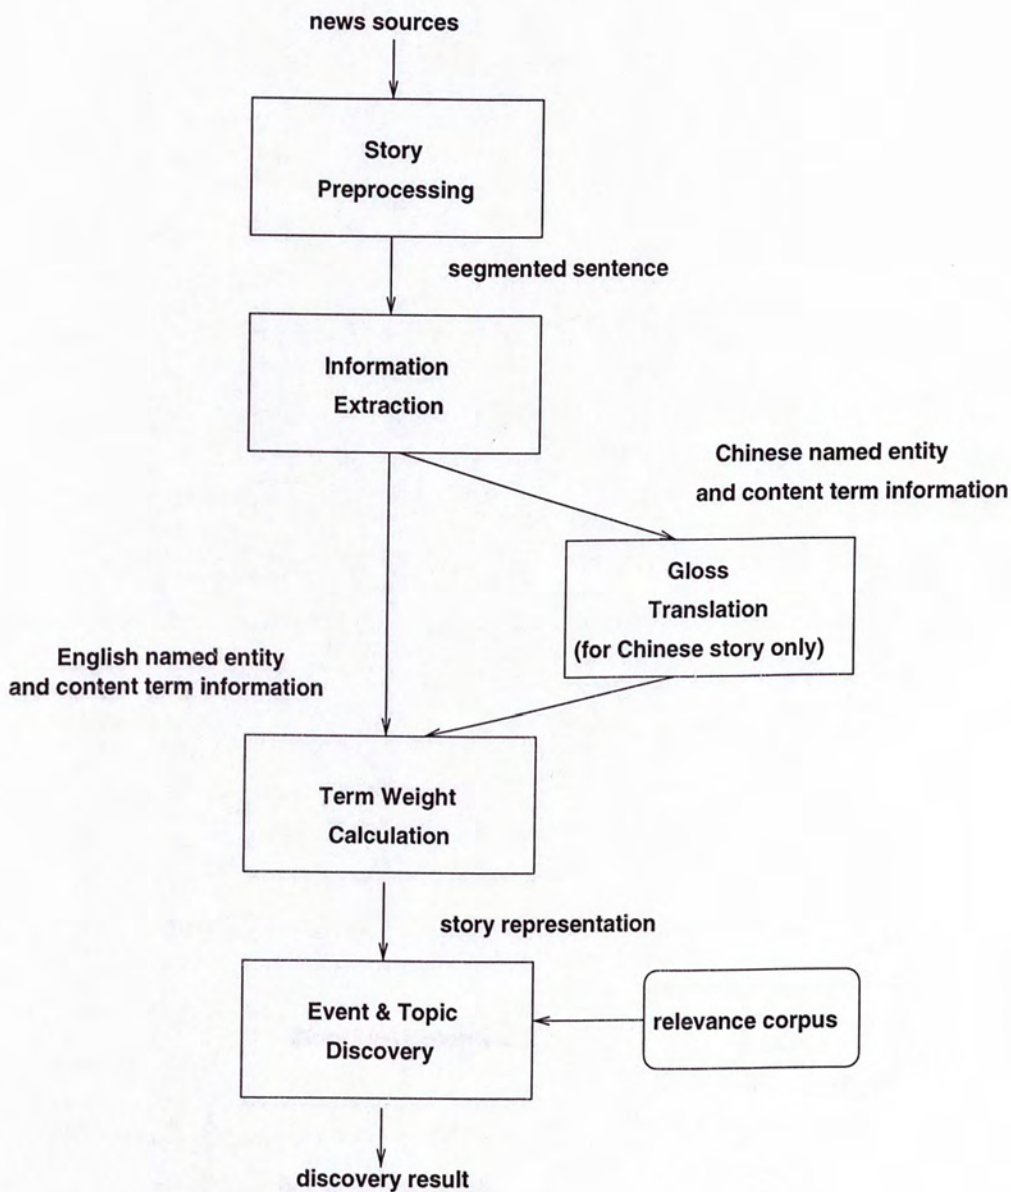 news sources
Story
Preprocessing
segmented sentence
Information
Extraction
Chinese named entity
and content term information
Gloss
Translation
(for Chinese story only)
English named entity
and content term information
Term Weight
Calculation
story representation
Event & Topic
Discovery
relevance corpus
discovery result